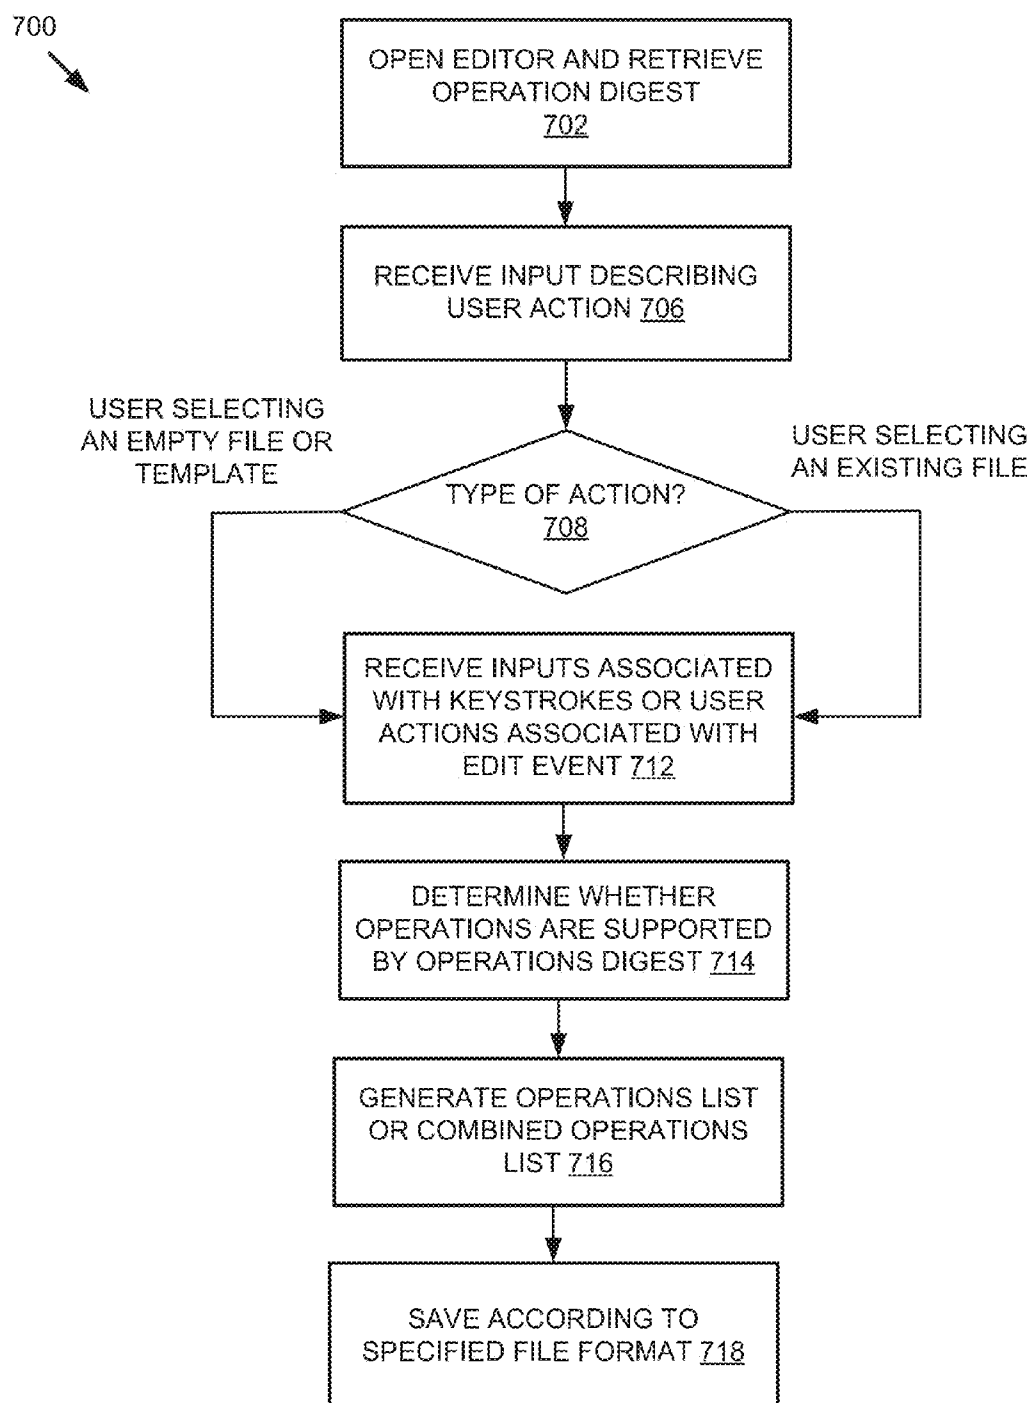 700
OPEN EDITOR AND RETRIEVE
OPERATION DIGEST
702
RECEIVE INPUT DESCRIBING
USER ACTION 706
USER SELECTING
AN EMPTY FILE OR
TEMPLATE
USER SELECTING
AN EXISTING FILE
TYPE OF ACTION?
708
RECEIVE INPUTS ASSOCIATED
WITH KEYSTROKES OR USER
ACTIONS ASSOCIATED WITH
EDIT EVENT 712
DETERMINE WHETHER
OPERATIONS ARE SUPPORTED
BY OPERATIONS DIGEST 714
GENERATE OPERATIONS LIST
OR COMBINED OPERATIONS
LIST 716
SAVE ACCORDING TO
SPECIFIED FILE FORMAT 718